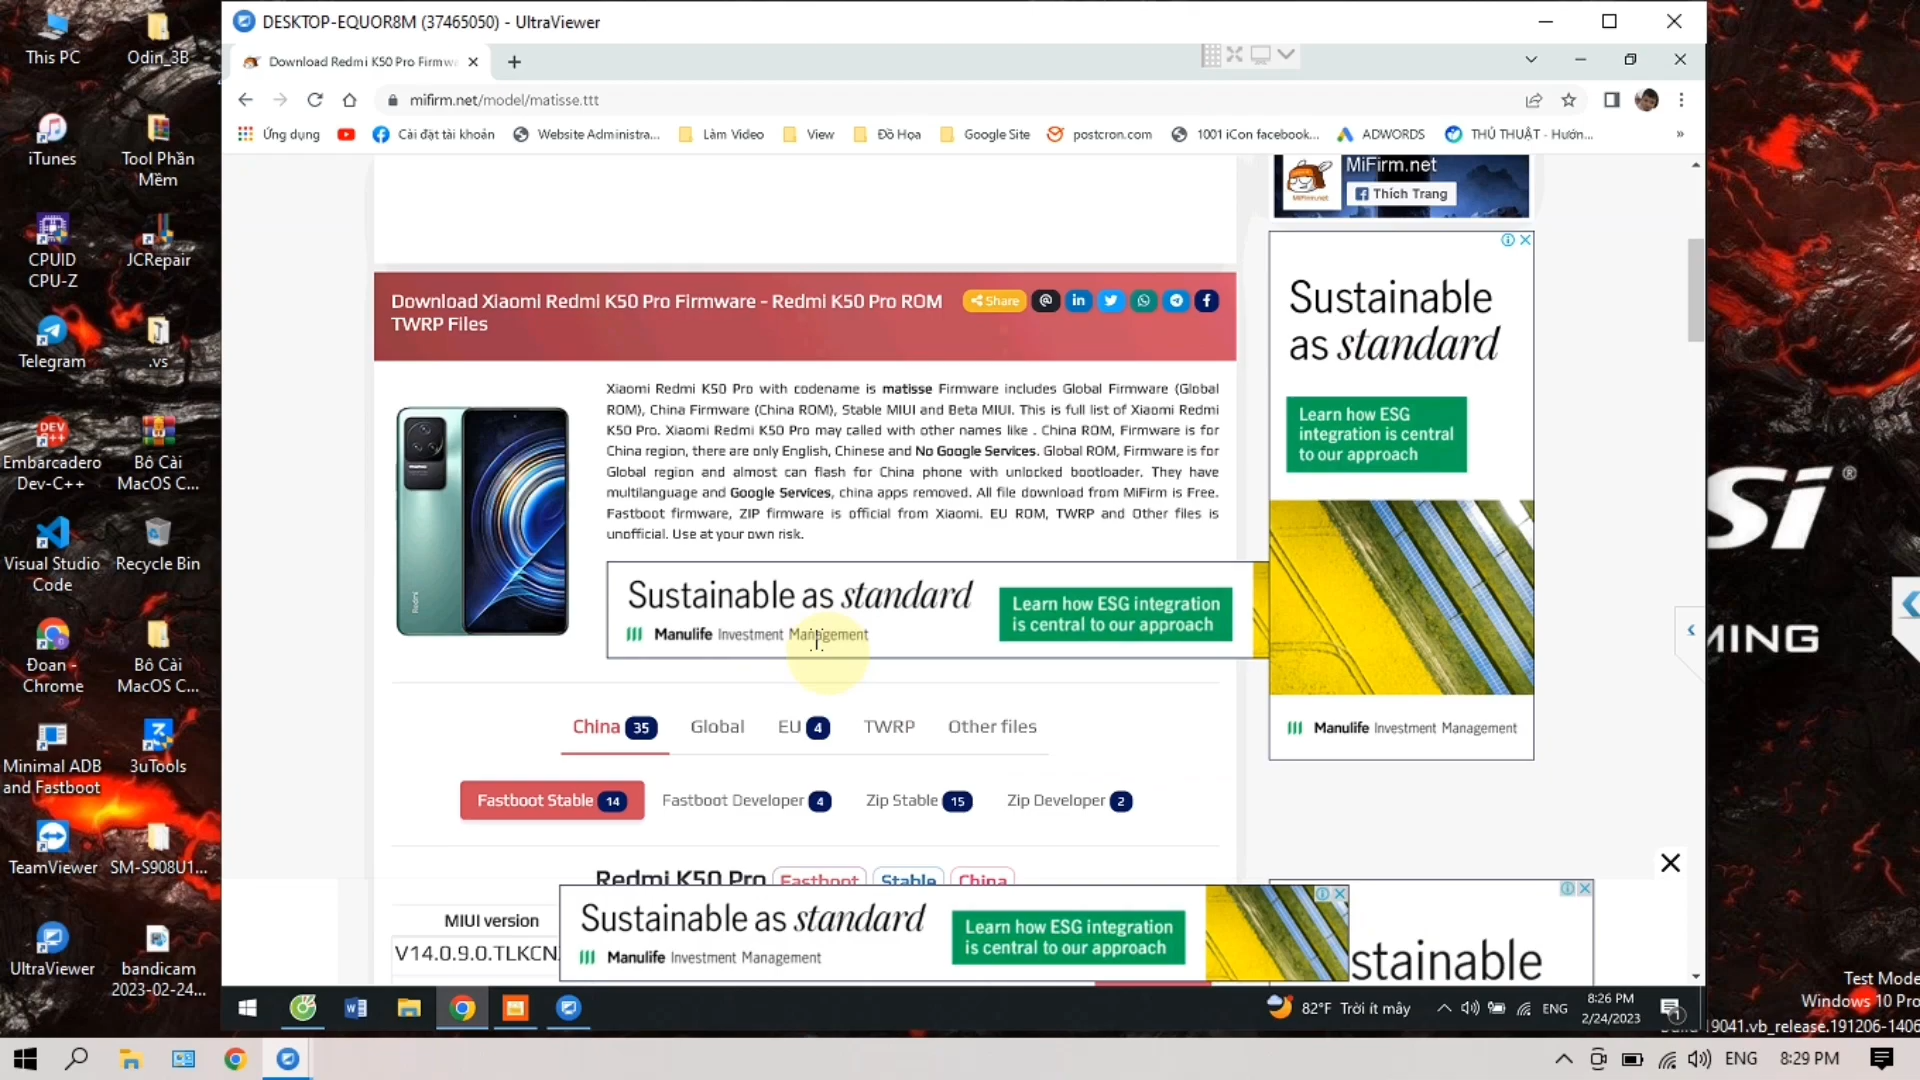 DESKTOP-EQUOR8M (37465050) - UltraViewer
Download Redmi K50 Pro Firmw
mifirm.net/model/matisse.ttt
Ứng dụng
Cài đặt tài khoản
Website Administra...
Làm Video
View
Đồ Họa
Google Site
postcron.com
1001 iCon facebook...
ADWORDS
THỦ THUẬT - Hướn...
»
This PC
Odin_3B
iTunes
Tool Phần Mềm
CPUID CPU-Z
JCRepair
Telegram
.vs
Embarcadero Dev-C++
Bô Cài MacOS C...
Visual Studio Code
Recycle Bin
Đoan - Chrome
Bô Cài MacOS C...
Minimal ADB and Fastboot
3uTools
TeamViewer
SM-S908U1...
UltraViewer
bandicam 2023-02-24...
MiFirm.net
Thích Trang
Download Xiaomi Redmi K50 Pro Firmware - Redmi K50 Pro ROM
TWRP Files
Share
Xiaomi Redmi K50 Pro with codename is matisse Firmware includes Global Firmware (Global
ROM), China Firmware (China ROM), Stable MIUI and Beta MIUI. This is full list of Xiaomi Redmi
K50 Pro. Xiaomi Redmi K50 Pro may called with other names like . China ROM, Firmware is for
China region, there are only English, Chinese and No Google Services. Global ROM, Firmware is for
Global region and almost can flash for China phone with unlocked bootloader. They have
multilanguage and Google Services, china apps removed. All file download from MiFirm is Free.
Fastboot firmware, ZIP firmware is official from Xiaomi. EU ROM, TWRP and Other files is
unofficial. Use at your own risk.
Redmi
Sustainable as standard
Manulife Investment Management
Learn how ESG integration
is central to our approach
Sustainable
as standard
Learn how ESG
integration is central
to our approach
Manulife Investment Management
China 35 Global EU 4 TWRP Other files
Fastboot Stable 14 Fastboot Developer 4 Zip Stable 15 Zip Developer 2
Redmi K50 Pro Fastboot Stable China
MIUI version
V14.0.9.0.TLKCN
Sustainable as standard
Manulife Investment Management
Learn how ESG integration
is central to our approach
stainable
82°F Trời ít mây
ENG
8:26 PM
2/24/2023
1
Si
®
MING
Test Mode
Windows 10 Pro
19041.vb_release.191206-1406
ENG
8:29 PM